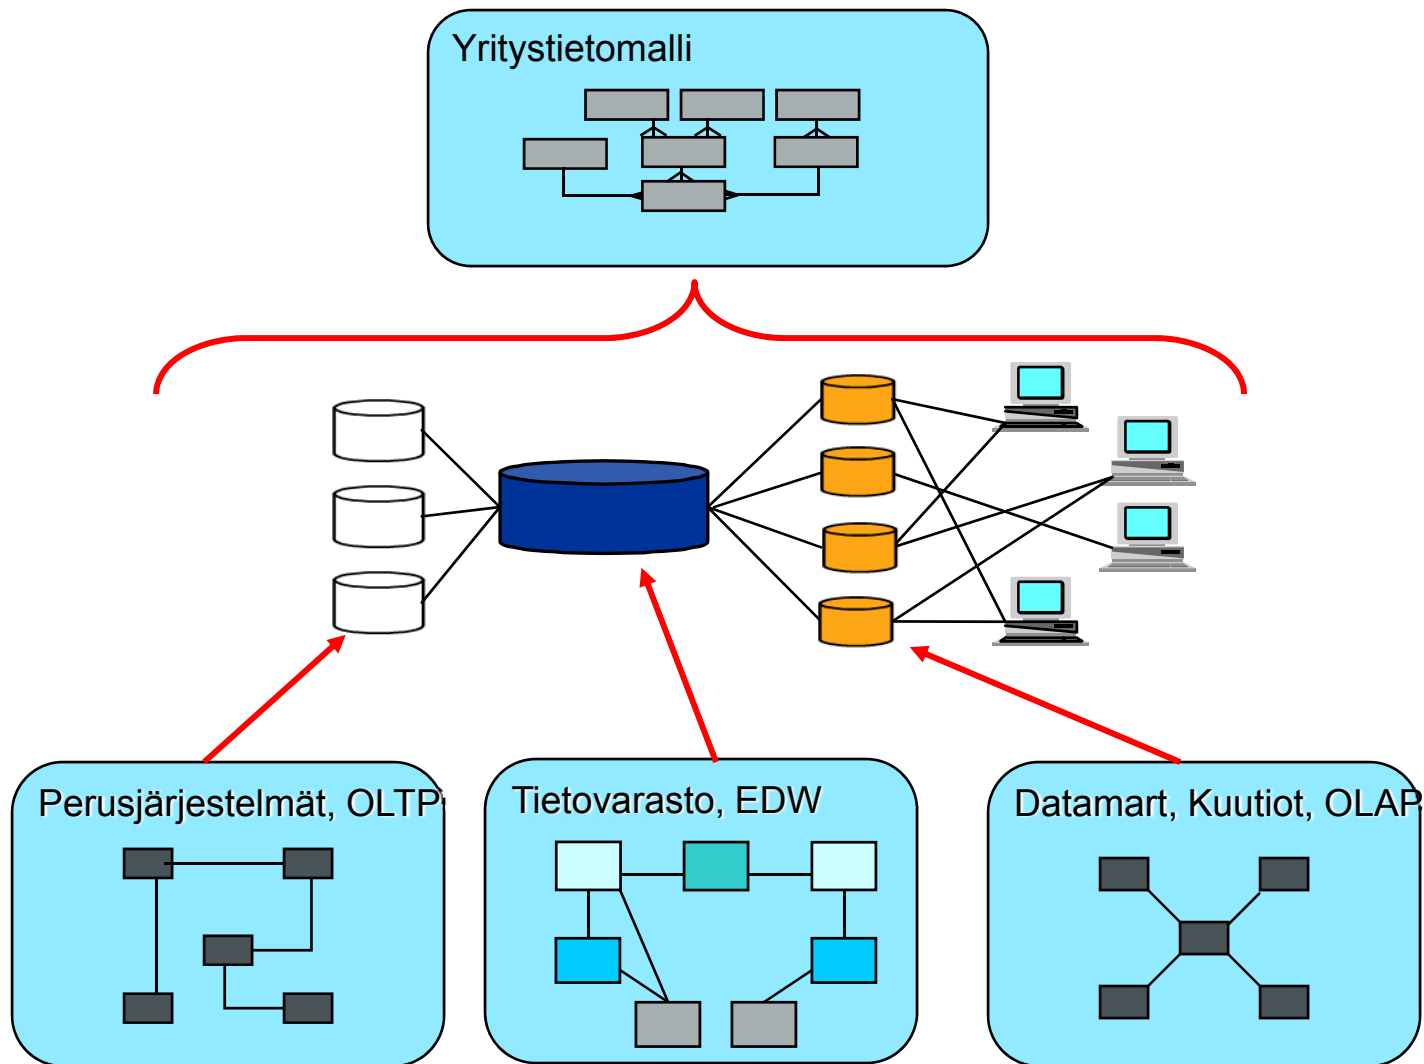 Yritystietomalli
Perusjärjestelmät, OLTP
Tietovarasto, EDW
Datamart, Kuutiot, OLAP